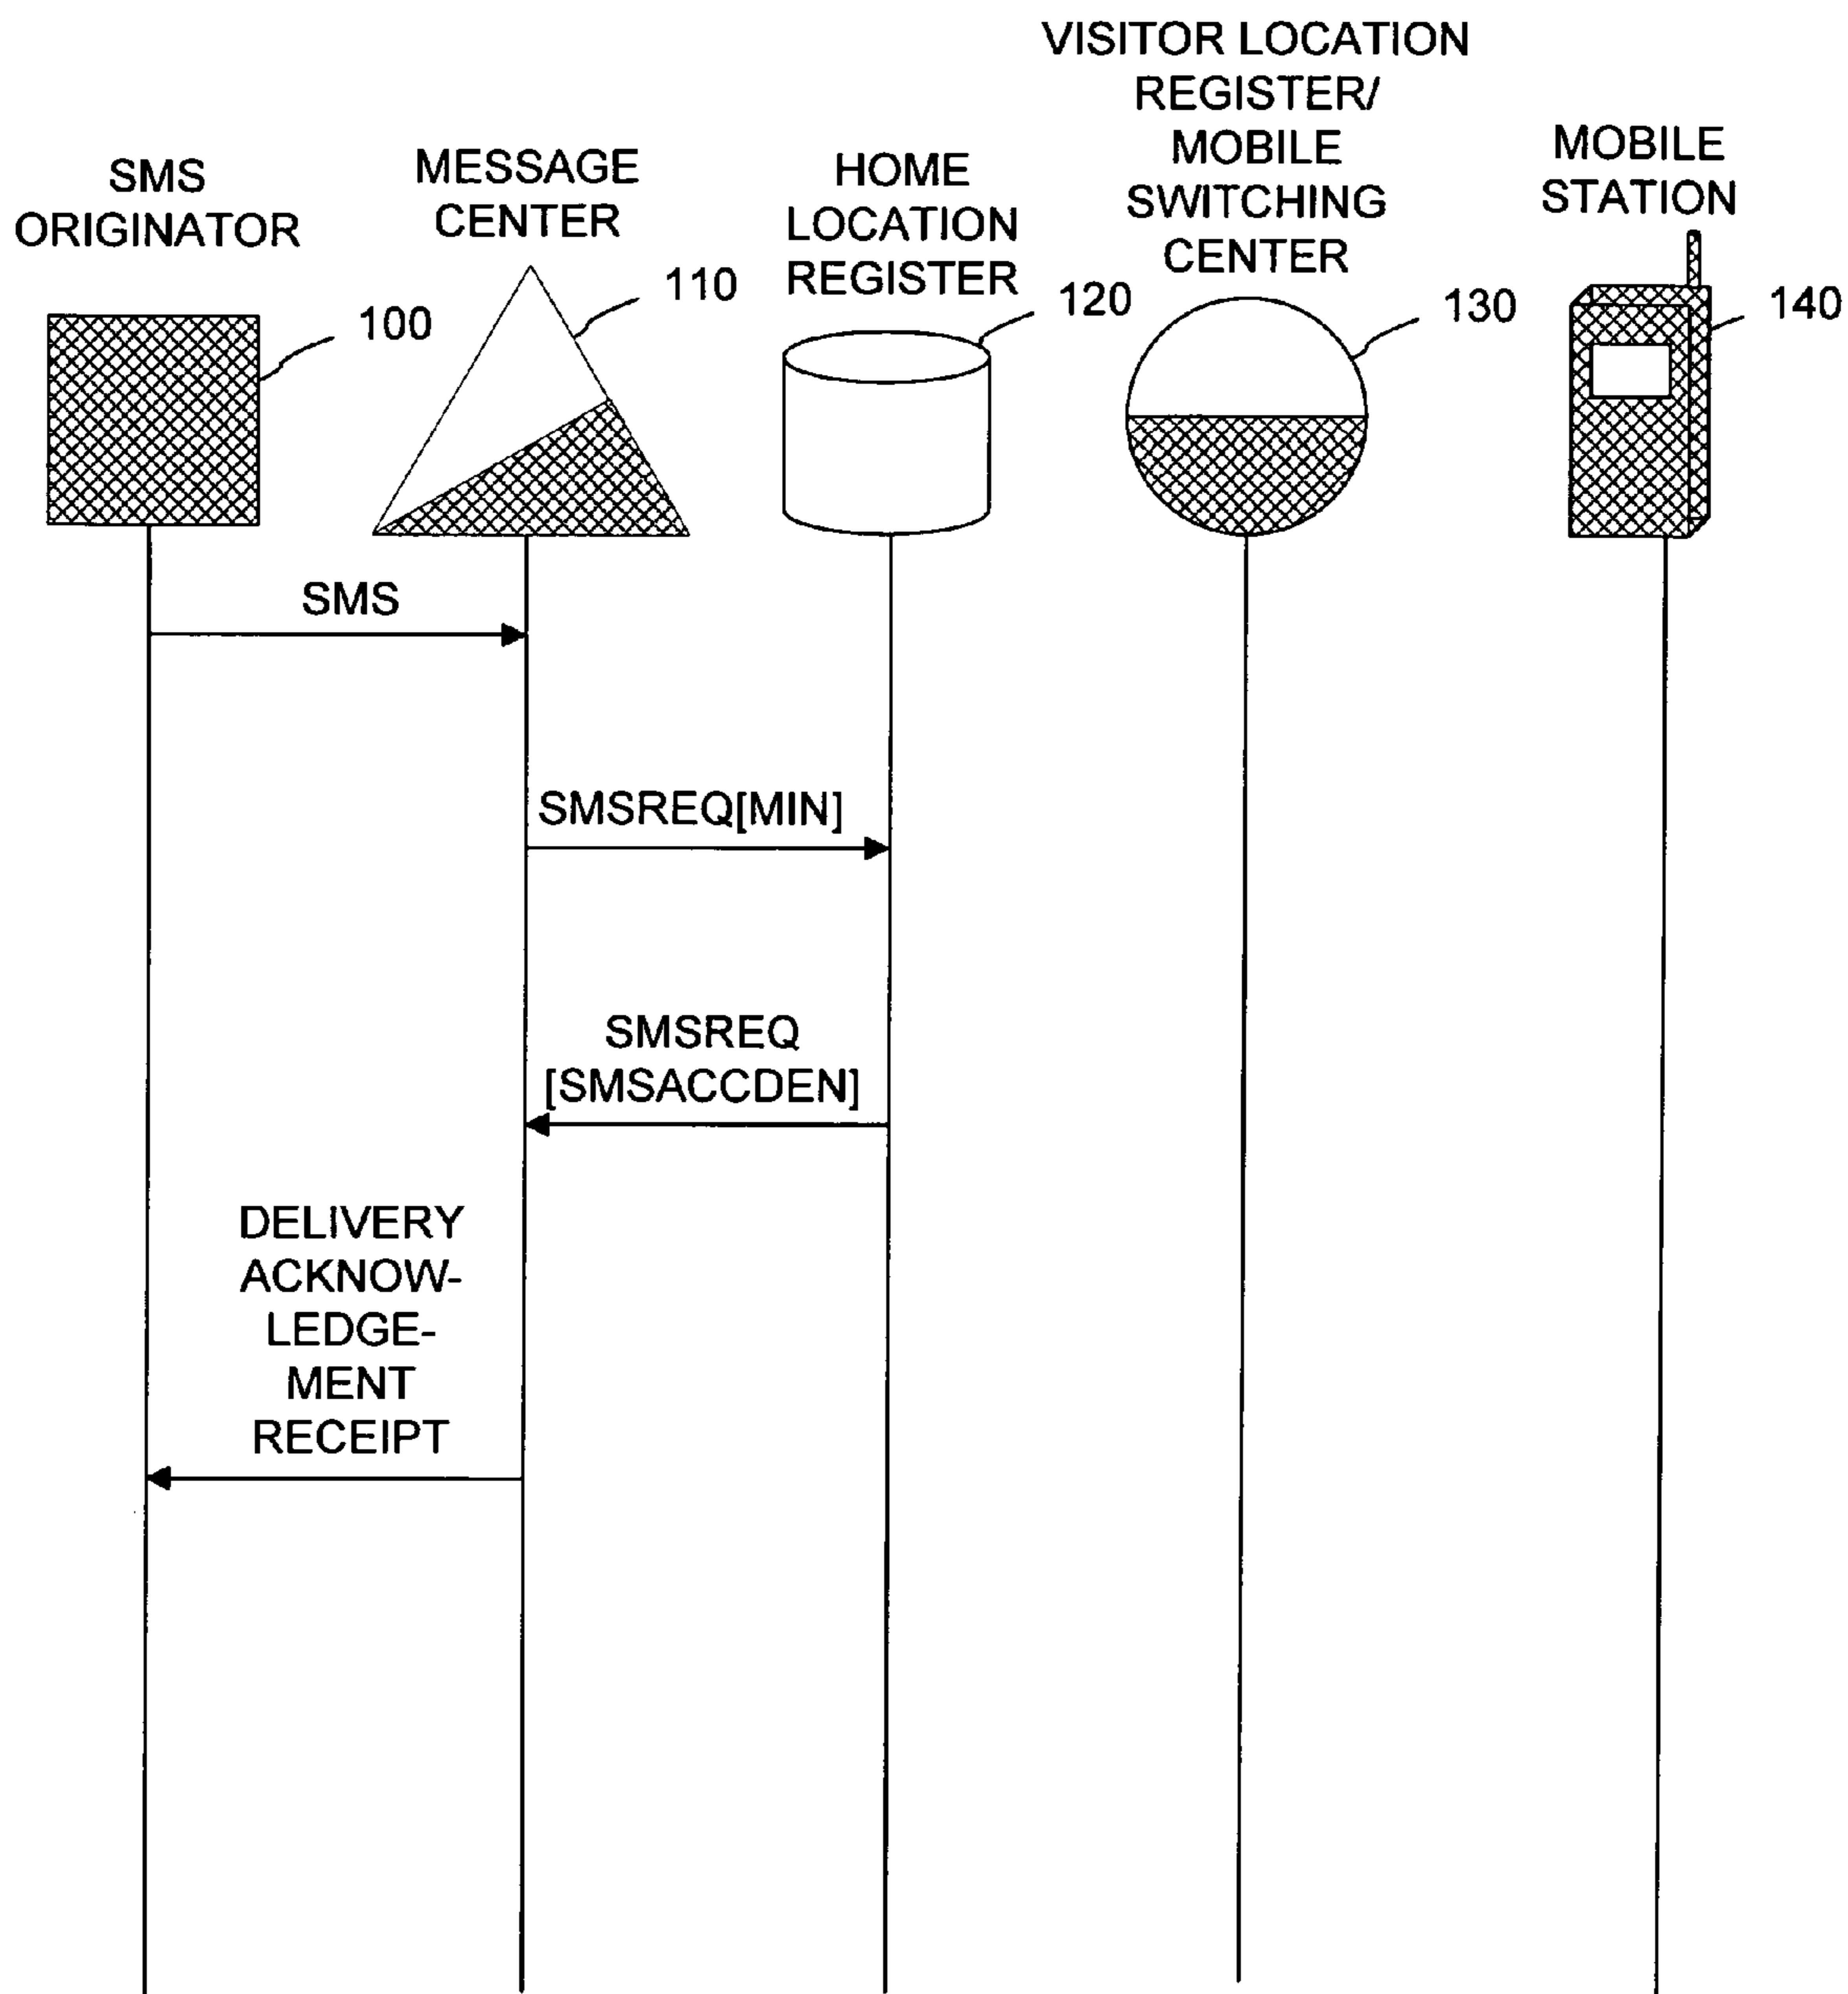 SMS
ORIGINATOR
MESSAGE
CENTER
HOME
LOCATION
REGISTER
VISITOR LOCATION
REGISTER/
MOBILE
SWITCHING
CENTER
MOBILE
STATION
100
110
120
130
140
SMS
SMSREQ[MIN]
SMSREQ
[SMSACCDEN]
DELIVERY
ACKNOW-
LEDGE-
MENT
RECEIPT